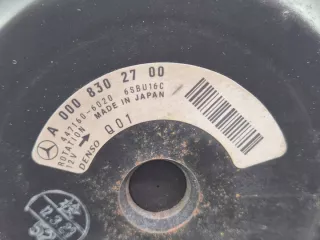 A 000 830 27 00
447160-6020 6SBU16C
ROTATION MADE IN JAPAN
12V DENSO Q01